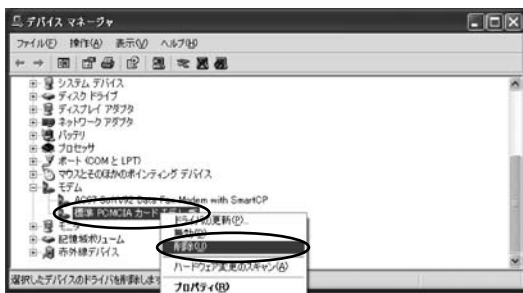 デバイス マネージャ
ファイル(F) 操作(A) 表示(V) ヘルプ(H)
システム デバイス
ディスク ドライブ
ディスプレイ アダプタ
ネットワーク アダプタ
バッテリ
プロセッサ
ポート (COM と LPT)
マウスとそのほかのポインティング デバイス
モデム
AC97 SoftV92 Data Fax Modem with SmartCP
標準 PCMCIA カード
モニタ
記憶域ボリューム
赤外線デバイス
ドライバの更新(P)...
無効(D)
削除(U)
ハードウェア変更のスキャン(A)
プロパティ(R)
選択したデバイスのドライバを削除しま